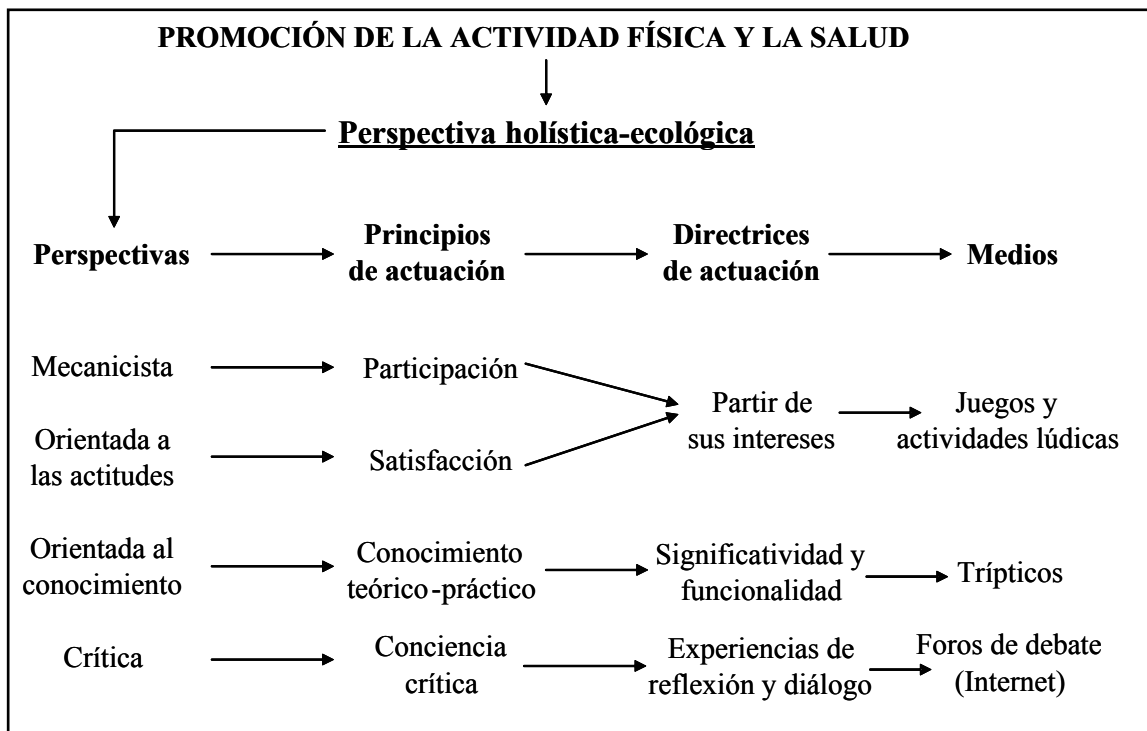 PROMOCIÓN DE LA ACTIVIDAD FÍSICA Y LA SALUD
Perspectiva holística-ecológica
Perspectivas
Principios
de actuación
Directrices
de actuación
Medios
Mecanicista
Participación
Orientada a
las actitudes
Satisfacción
Partir de
sus intereses
Juegos y
actividades lúdicas
Orientada al
conocimiento
Conocimiento
teórico-práctico
Significatividad y
funcionalidad
Trípticos
Crítica
Conciencia
crítica
Experiencias de
reflexión y diálogo
Foros de debate
(Internet)